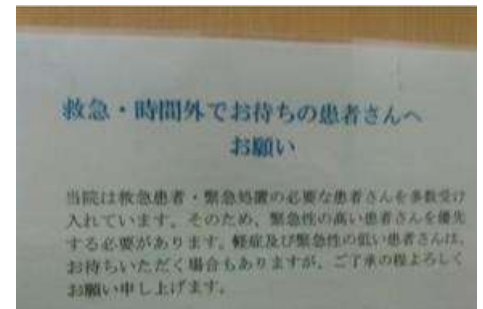 救急・時間外でお待ちの患者さんへ
お願い
当院は救急患者・緊急処置の必要な患者さんを多数受け
入れています。そのため、緊急性の高い患者さんを優先
する必要があります。軽症及び緊急性の低い患者さんは、
お待ちいただく場合もありますが、ご了承の程よろしく
お願い申し上げます。